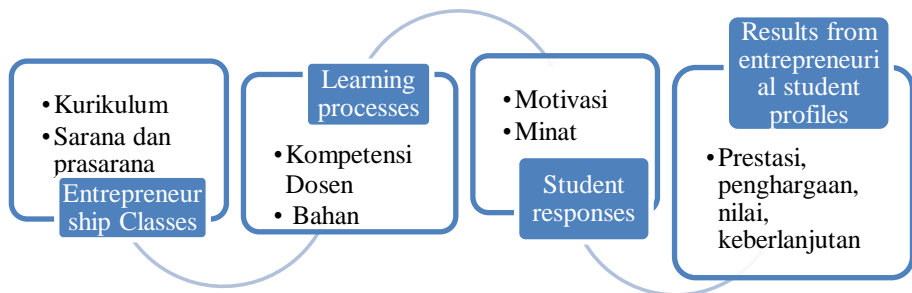 • Kurikulum
• Sarana dan
prasarana
Entrepreneur
ship Classes
Learning
processes
• Kompetensi
Dosen
• Bahan
• Motivasi
• Minat
Student
responses
Results from
entrepreneuri
al student
profiles
• Prestasi,
penghargaan,
nilai,
keberlanjutan